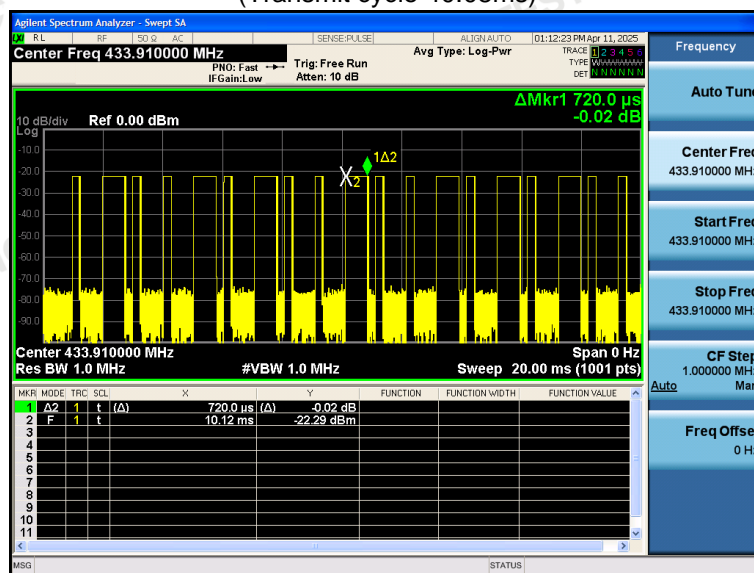 Agilent Spectrum Analyzer - Swept SA
LXI RL RF 50 Ω AC SENSE:PULSE ALIGN AUTO 01:12:23 PM Apr 11, 2025
Center Freq 433.910000 MHz
PNO: Fast
IFGain:Low
Trig: Free Run
Atten: 10 dB
Avg Type: Log-Pwr
TRACE 1 2 3 4 5 6
TYPE W
DET N N N N N N
ΔMkr1 720.0 µs
-0.02 dB
10 dB/div Ref 0.00 dBm
Log
-10.0
-20.0
-30.0
-40.0
-50.0
-60.0
-70.0
-80.0
-90.0
1Δ2
2
Center 433.910000 MHz Span 0 Hz
Res BW 1.0 MHz #VBW 1.0 MHz Sweep 20.00 ms (1001 pts)
MKR MODE TRC SCL X Y FUNCTION FUNCTION WIDTH FUNCTION VALUE
1 Δ2 1 t (Δ) 720.0 µs (Δ) -0.02 dB
2 F 1 t 10.12 ms -22.29 dBm
3
4
5
6
7
8
9
10
11
MSG STATUS
Frequency
Auto Tune
Center Freq
433.910000 MHz
Start Freq
433.910000 MHz
Stop Freq
433.910000 MHz
CF Step
1.000000 MHz
Auto Man
Freq Offset
0 Hz